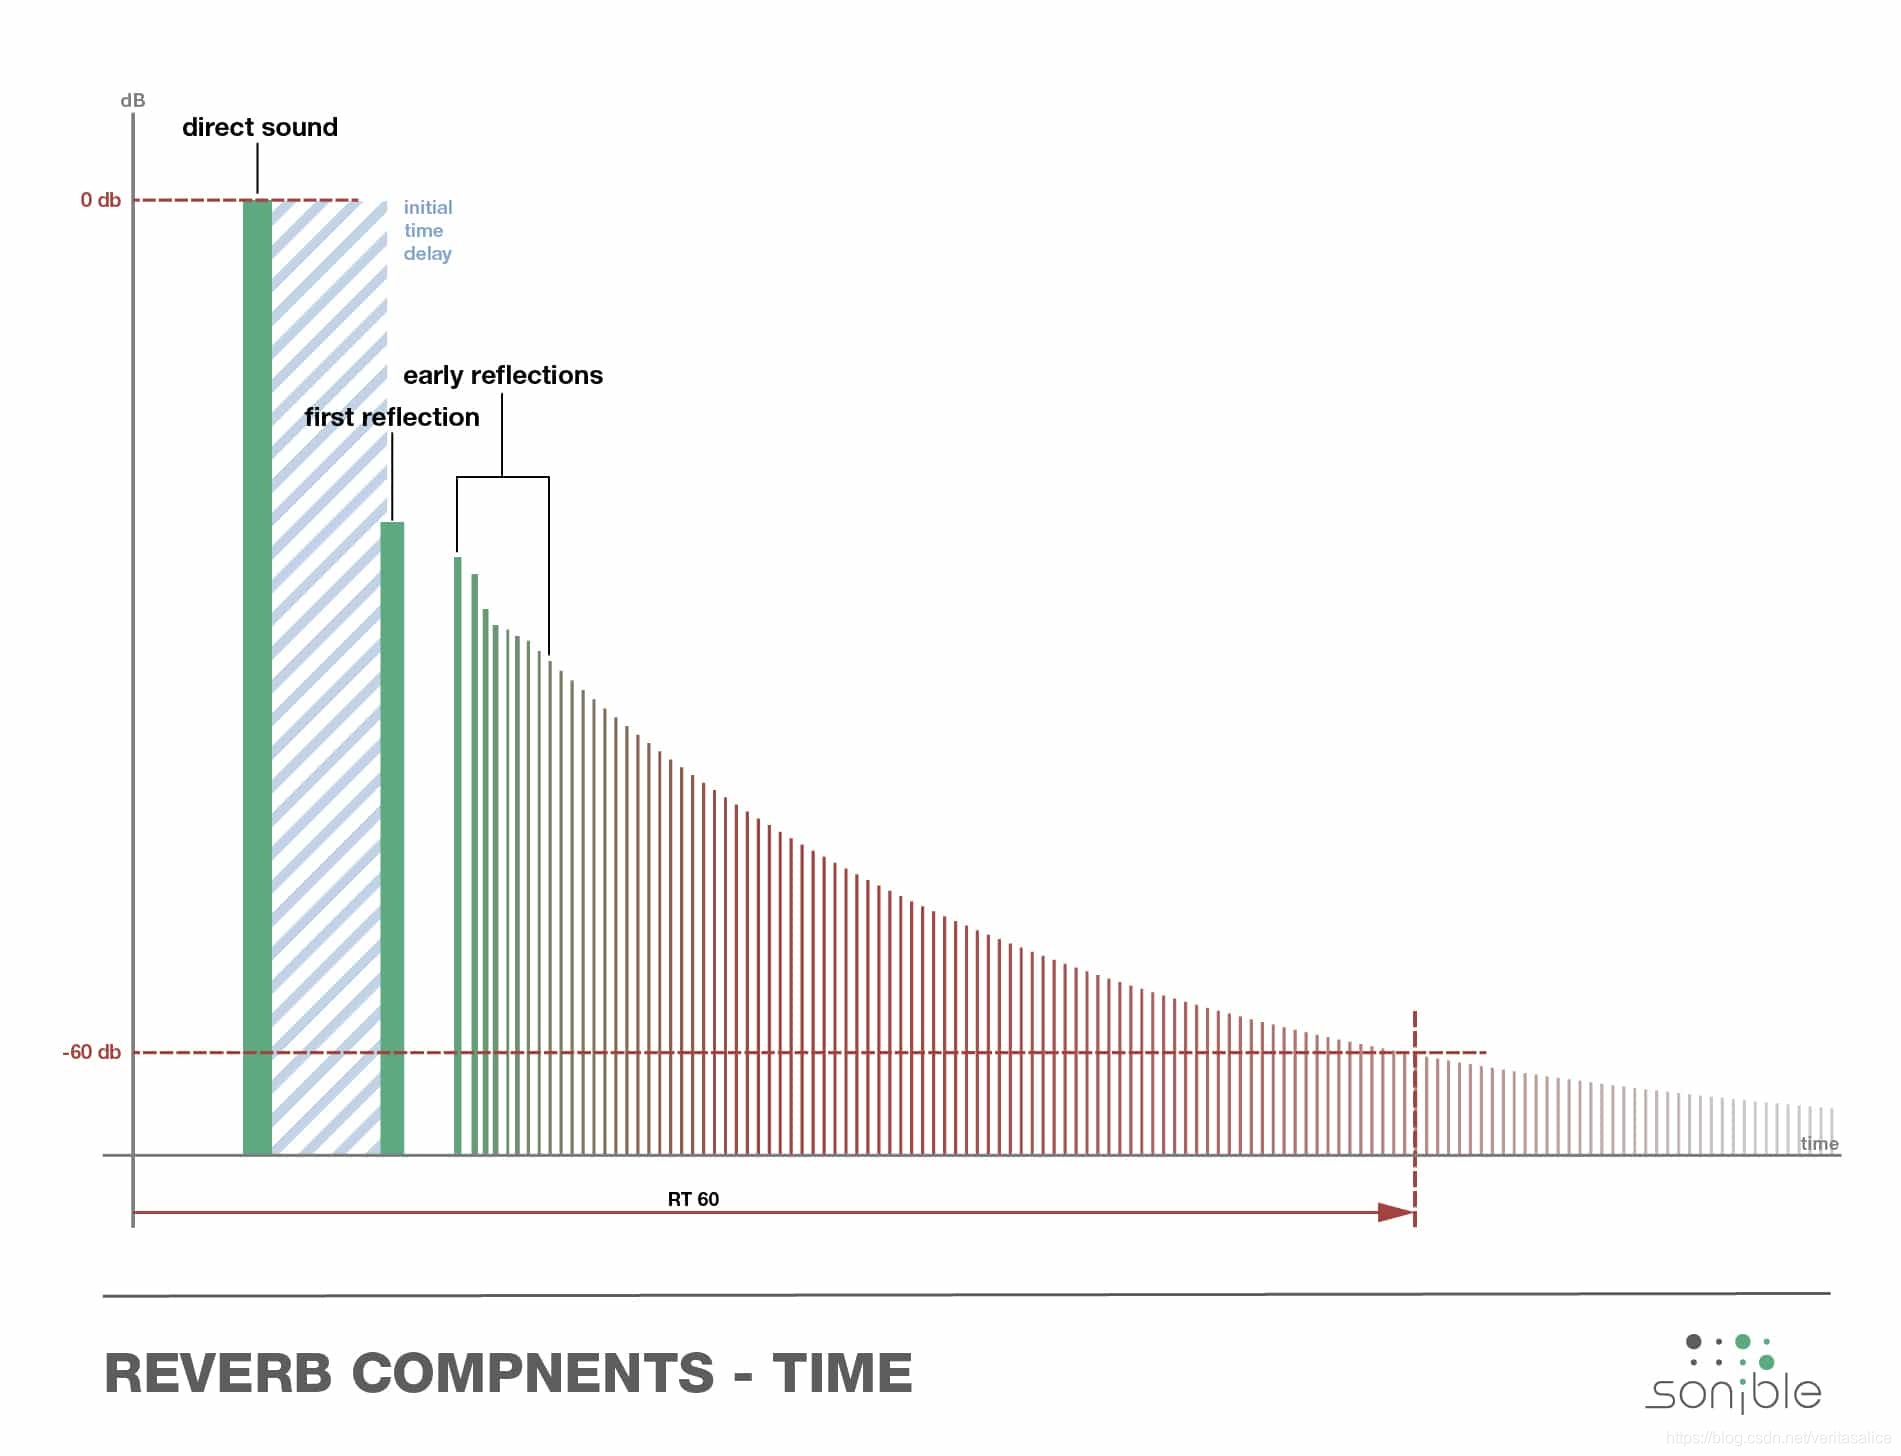 dB
direct sound
0 db
initial
time
delay
early reflections
first reflection
-60 db
time
RT 60
REVERB COMPNENTS - TIME
sonible
https://blog.csdn.net/veritasalice